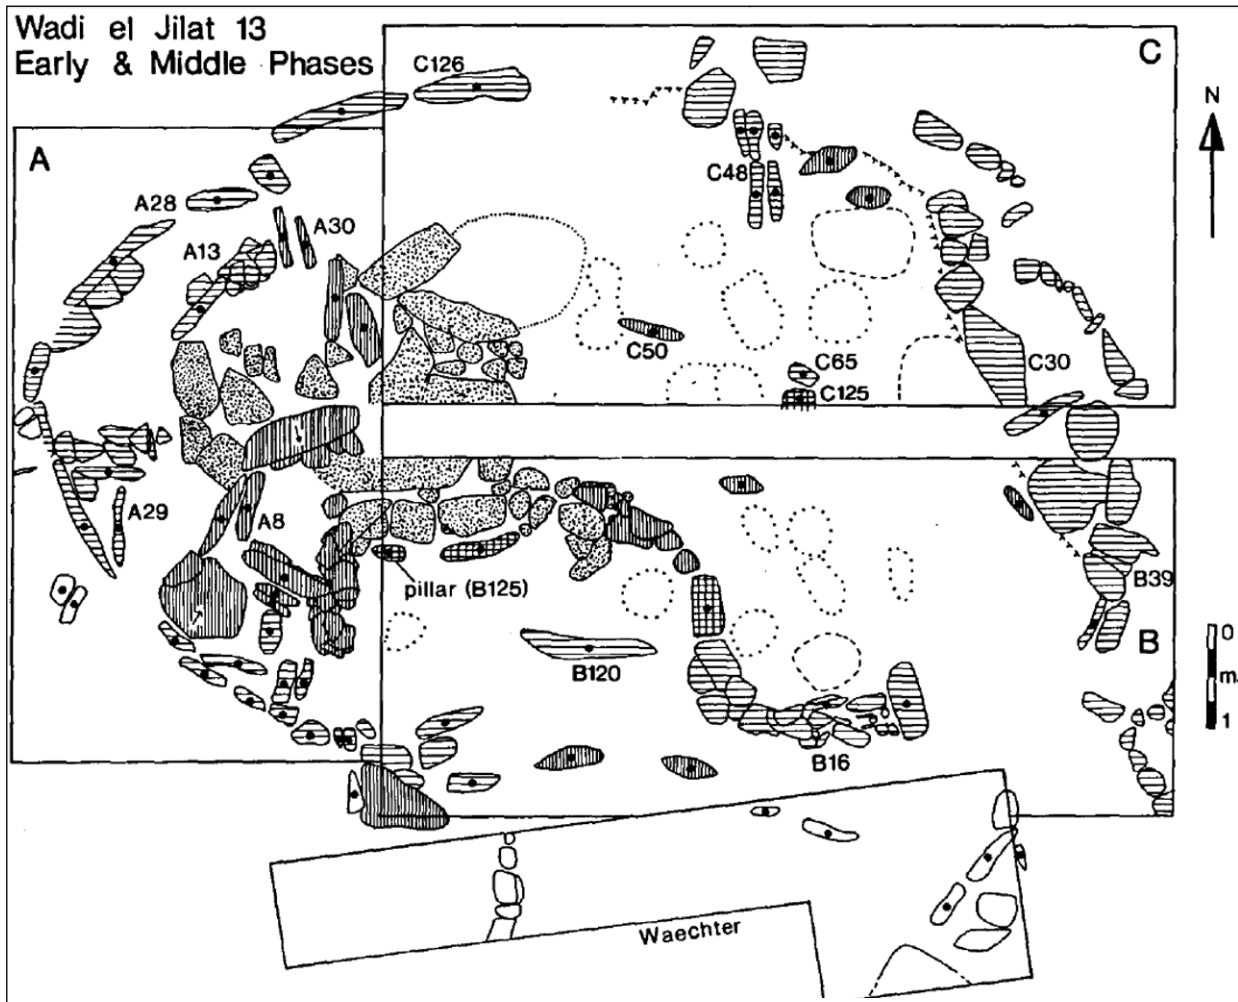 Wadi el Jilat 13
Early & Middle Phases
C126
C
N
A
C48
A28
A30
A13
C50
C65
C30
C125
A29
A8
pillar (B125)
B39
B120
B
0
m.
1
B16
Waechter